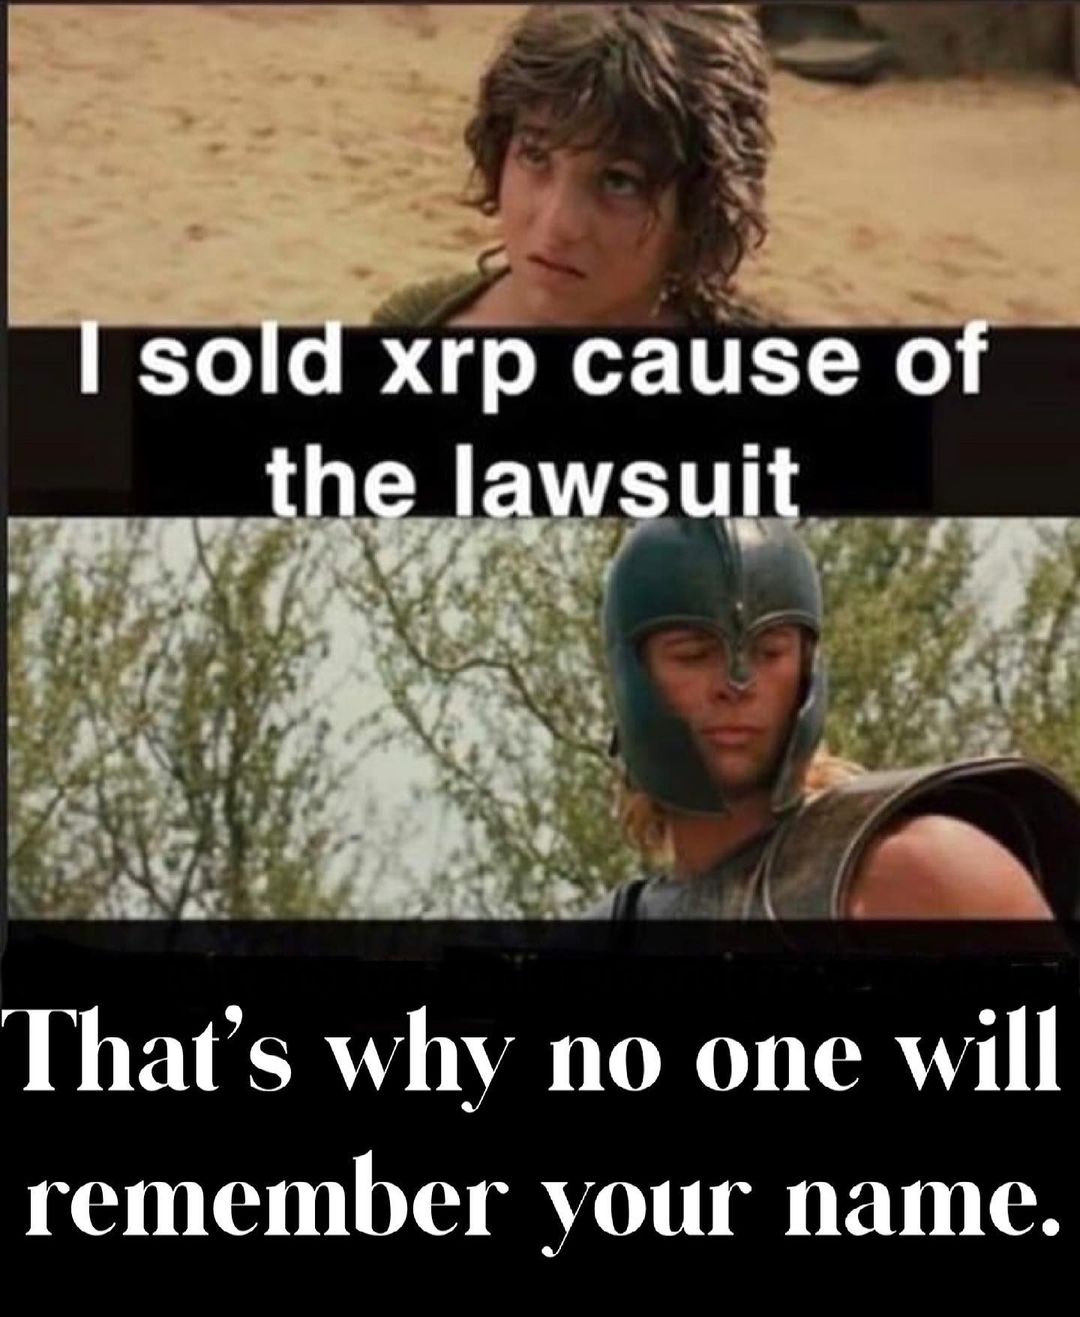 I sold xrp cause of
the lawsuit
That's why no one will
remember your name.